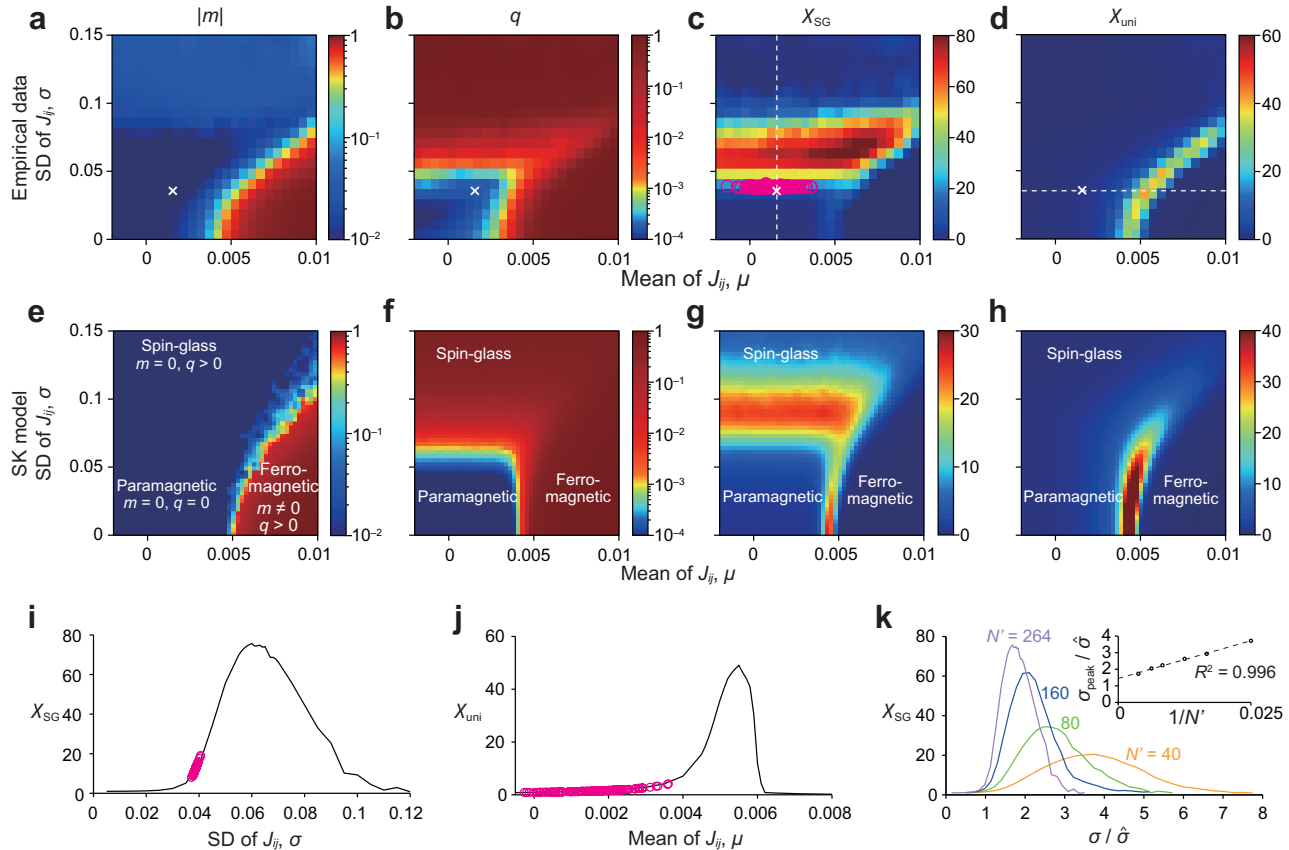 a |m| b q c χSG d χuni
Empirical data
SD of Jij, σ
0.15
0.1
0.05
0
0 0.005 0.01
1
10−1
10−2
0 0.005 0.01
1
10−1
10−2
10−3
10−4
0 0.005 0.01
80
60
40
20
0
0 0.005 0.01
60
40
20
0
Mean of Jij, μ
e f g h
SK model
SD of Jij, σ
0.15
0.1
0.05
0
Spin-glass
m = 0, q > 0
Paramagnetic
m = 0, q = 0
Ferro-
magnetic
m ≠ 0
q > 0
0 0.005 0.01
1
10−1
10−2
Spin-glass
Paramagnetic
Ferro-
magnetic
0 0.005 0.01
1
10−1
10−2
10−3
10−4
Spin-glass
Paramagnetic
Ferro-
magnetic
0 0.005 0.01
30
20
10
0
Spin-glass
Paramagnetic
Ferro-
magnetic
0 0.005 0.01
40
30
20
10
0
Mean of Jij, μ
i
χSG
80
60
40
20
0
0 0.02 0.04 0.06 0.08 0.1 0.12
SD of Jij, σ
j
χuni
60
40
20
0
0 0.002 0.004 0.006 0.008
Mean of Jij, μ
k
χSG
80
60
40
20
0
N' = 264
160
80
N' = 40
0 1 2 3 4 5 6 7 8
σ / σ̂
σpeak / σ̂
4
3
2
1
0
R2 = 0.996
0 0.025
1/N'